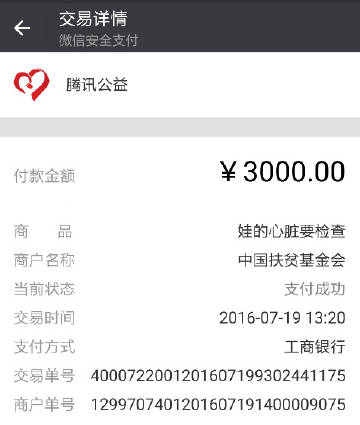 交易详情
微信安全支付
腾讯公益
付款金额 ￥3000.00
商 品 娃的心脏要检查
商户名称 中国扶贫基金会
当前状态 支付成功
交易时间 2016-07-19 13:20
支付方式 工商银行
交易单号 4000722001201607199302441175
商户单号 1299707401201607191400009075